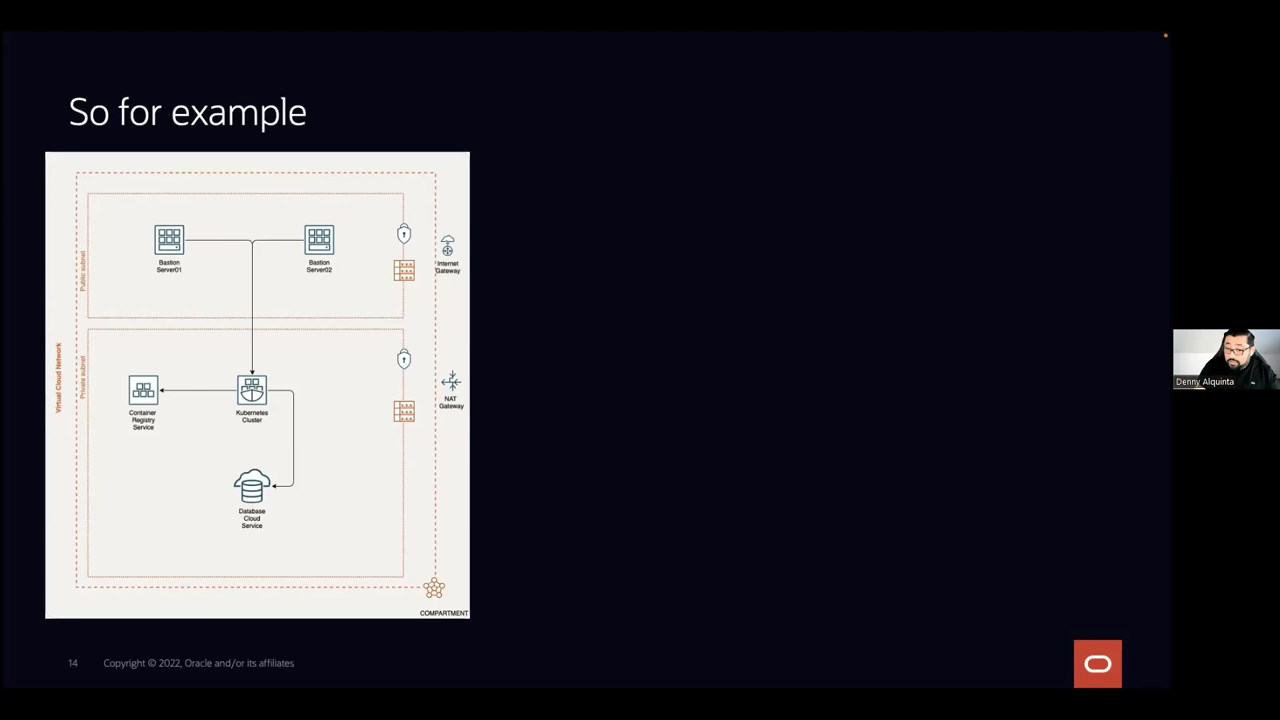 So for example
Public subnet
Bastion
Server01
Bastion
Server02
Internet
Gateway
Virtual Cloud Network
Private subnet
Container
Registry
Service
Kubernetes
Cluster
NAT
Gateway
Database
Cloud
Service
COMPARTMENT
Denny Alquinta
14
Copyright © 2022, Oracle and/or its affiliates